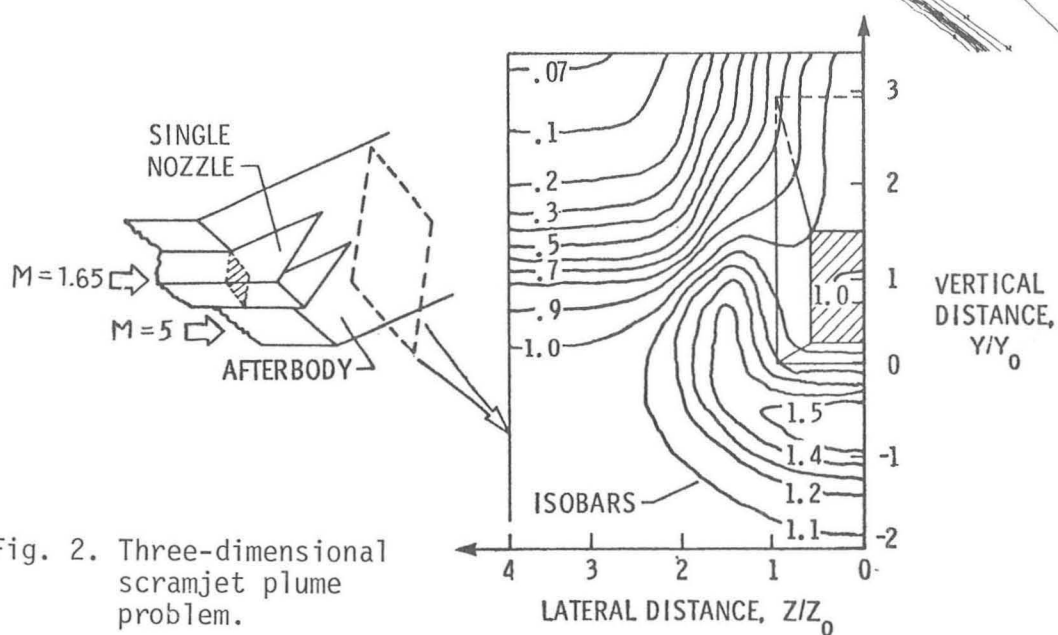 SINGLE
NOZZLE
M = 1.65
M = 5
AFTERBODY
.07
.1
.2
.3
.5
.7
.9
1.0
1.0
1.5
1.4
1.2
1.1
ISOBARS
3
2
1
0
-1
-2
VERTICAL
DISTANCE,
Y/Y0
4 3 2 1 0
LATERAL DISTANCE, Z/Z0
Fig. 2. Three-dimensional
scramjet plume
problem.